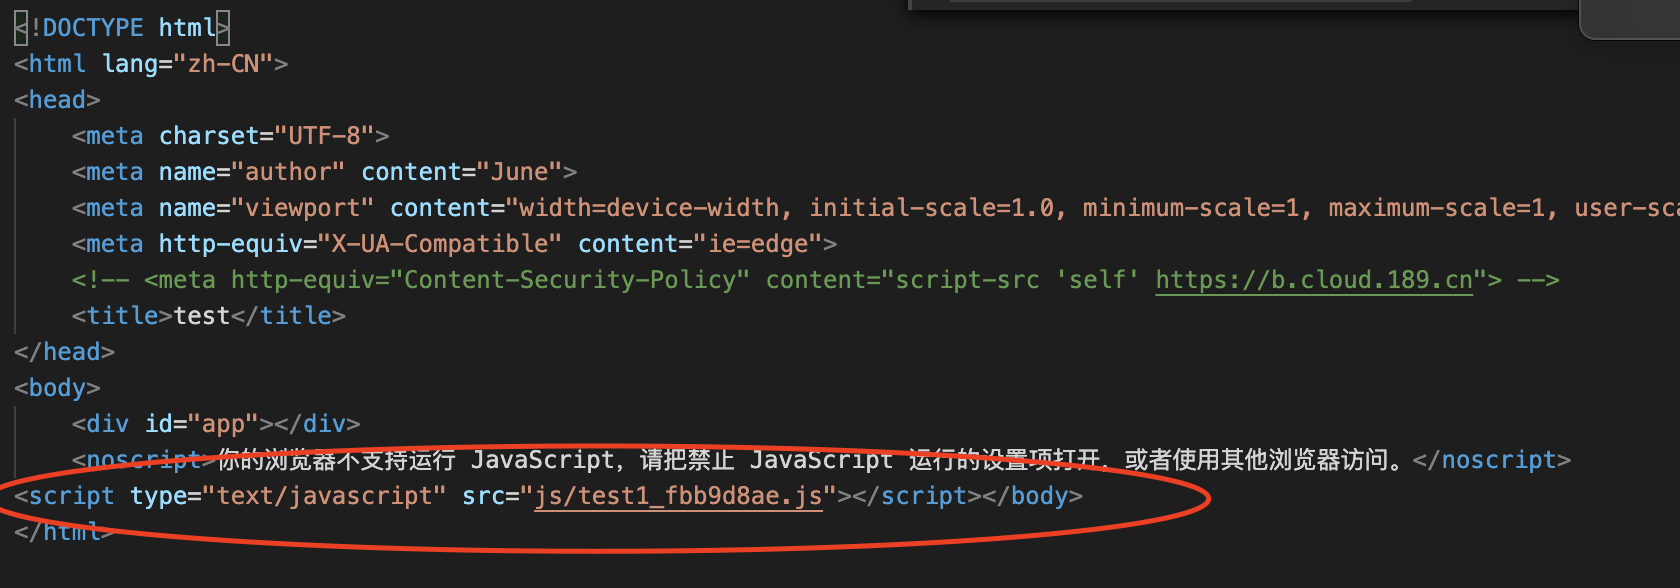 <!DOCTYPE html>
<html lang="zh-CN">
<head>
    <meta charset="UTF-8">
    <meta name="author" content="June">
    <meta name="viewport" content="width=device-width, initial-scale=1.0, minimum-scale=1, maximum-scale=1, user-sca
    <meta http-equiv="X-UA-Compatible" content="ie=edge">
    <!-- <meta http-equiv="Content-Security-Policy" content="script-src 'self' https://b.cloud.189.cn"> -->
    <title>test</title>
</head>
<body>
    <div id="app"></div>
    <noscript>你的浏览器不支持运行 JavaScript，请把禁止 JavaScript 运行的设置项打开，或者使用其他浏览器访问。</noscript>
<script type="text/javascript" src="js/test1_fbb9d8ae.js"></script></body>
</html>